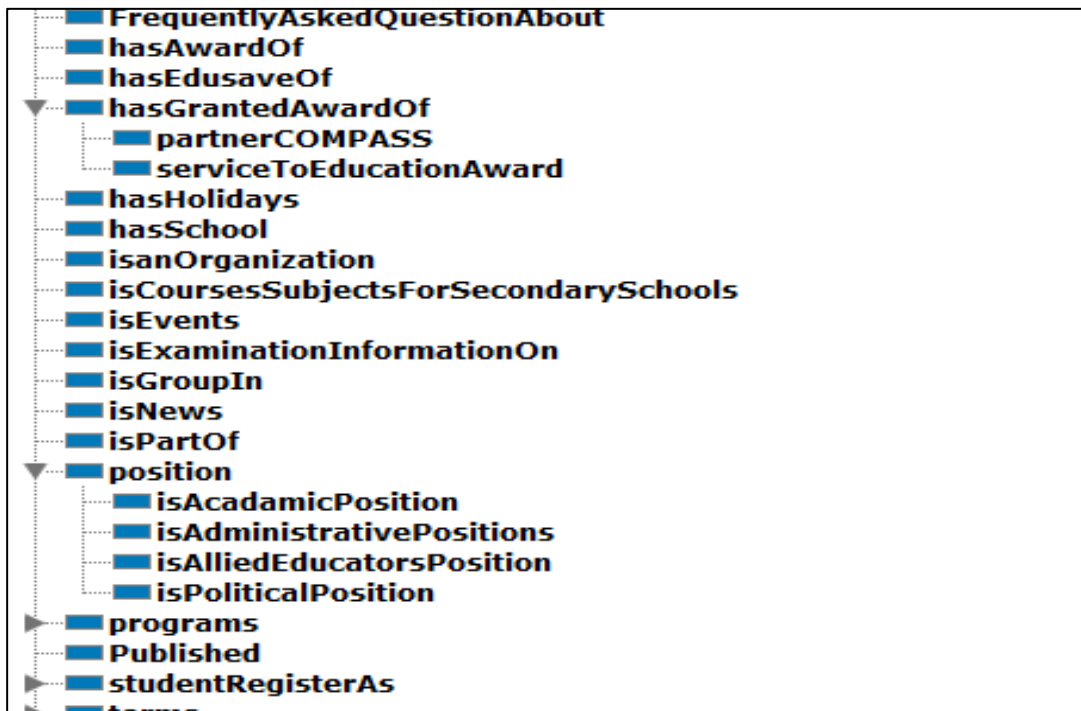 FrequentlyAskedQuestionAbout
hasAwardOf
hasEdusaveOf
hasGrantedAwardOf
partnerCOMPASS
serviceToEducationAward
hasHolidays
hasSchool
isanOrganization
isCoursesSubjectsForSecondarySchools
isEvents
isExaminationInformationOn
isGroupIn
isNews
isPartOf
position
isAcadamicPosition
isAdministrativePositions
isAlliedEducatorsPosition
isPoliticalPosition
programs
Published
studentRegisterAs